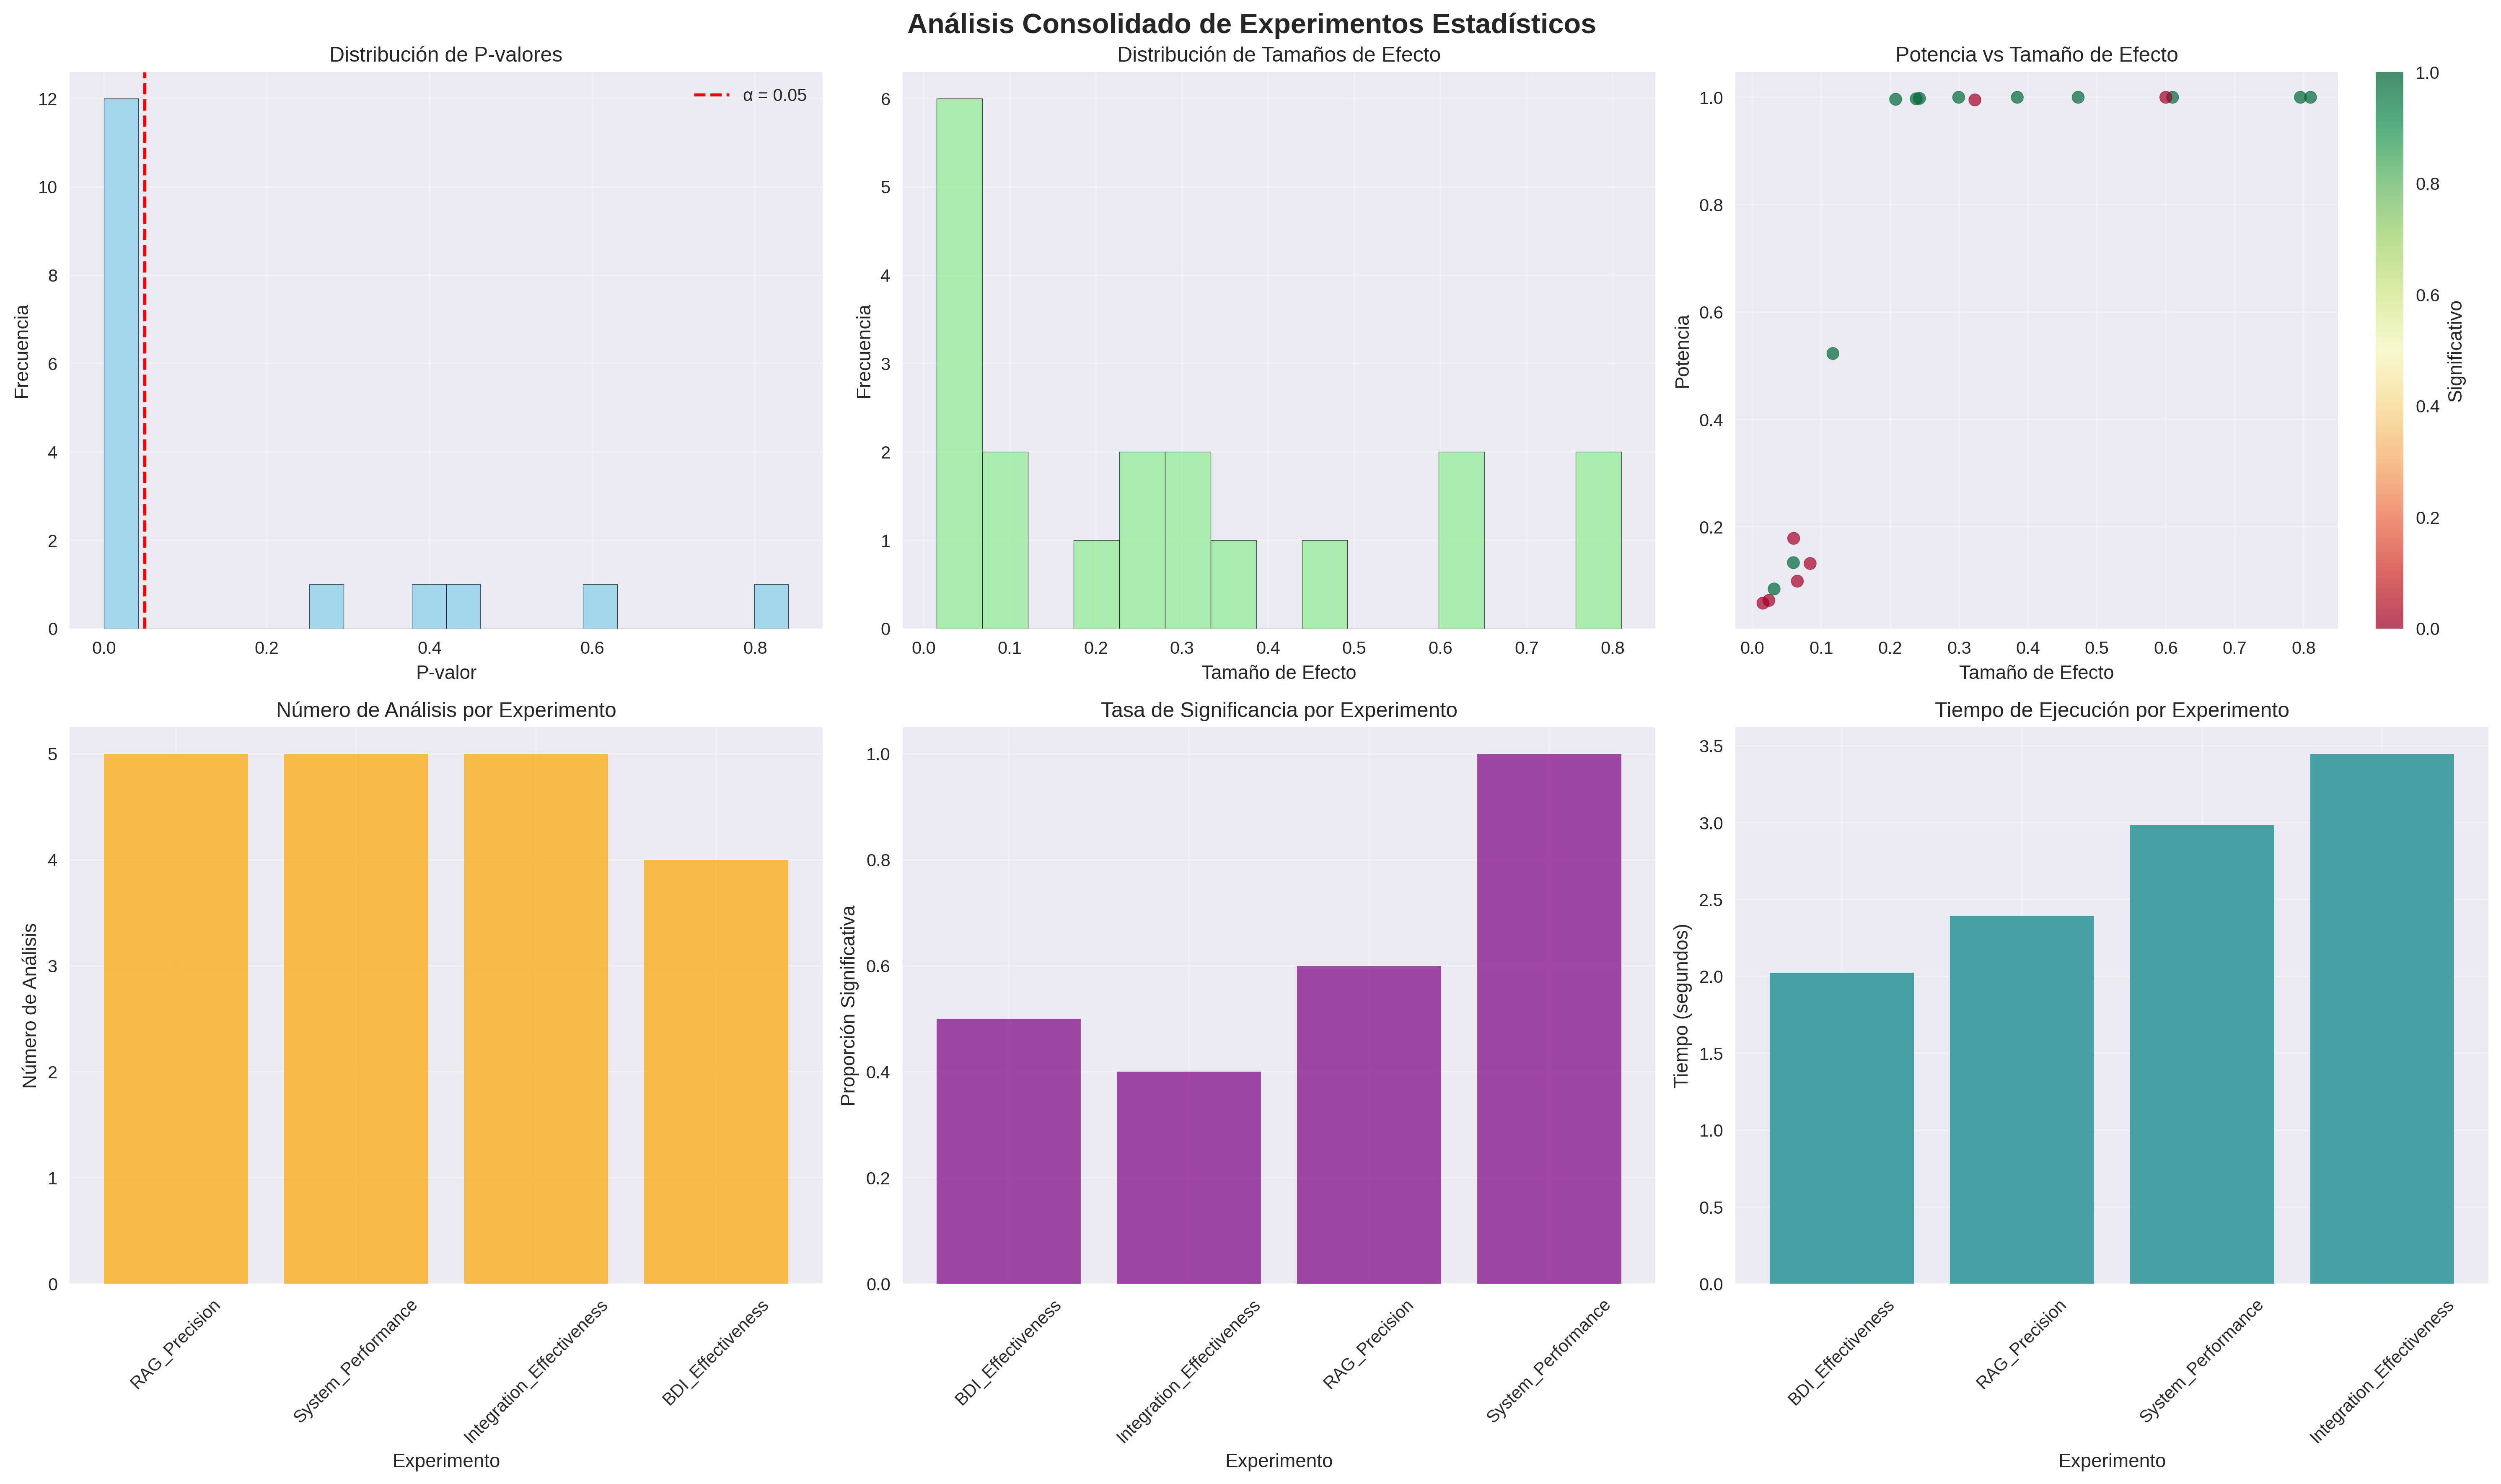 Análisis Consolidado de Experimentos Estadísticos
Distribución de P-valores
12
10
8
6
4
2
0
Frecuencia
α = 0.05
0.0 0.2 0.4 0.6 0.8
P-valor
Distribución de Tamaños de Efecto
6
5
4
3
2
1
0
Frecuencia
0.0 0.1 0.2 0.3 0.4 0.5 0.6 0.7 0.8
Tamaño de Efecto
Potencia vs Tamaño de Efecto
1.0
0.8
0.6
0.4
0.2
Potencia
0.0 0.1 0.2 0.3 0.4 0.5 0.6 0.7 0.8
Tamaño de Efecto
1.0
0.8
0.6
0.4
0.2
0.0
Significativo
Número de Análisis por Experimento
5
4
3
2
1
0
Número de Análisis
RAG_Precision
System_Performance
Integration_Effectiveness
BDI_Effectiveness
Experimento
Tasa de Significancia por Experimento
1.0
0.8
0.6
0.4
0.2
0.0
Proporción Significativa
BDI_Effectiveness
Integration_Effectiveness
RAG_Precision
System_Performance
Experimento
Tiempo de Ejecución por Experimento
3.5
3.0
2.5
2.0
1.5
1.0
0.5
0.0
Tiempo (segundos)
BDI_Effectiveness
RAG_Precision
System_Performance
Integration_Effectiveness
Experimento